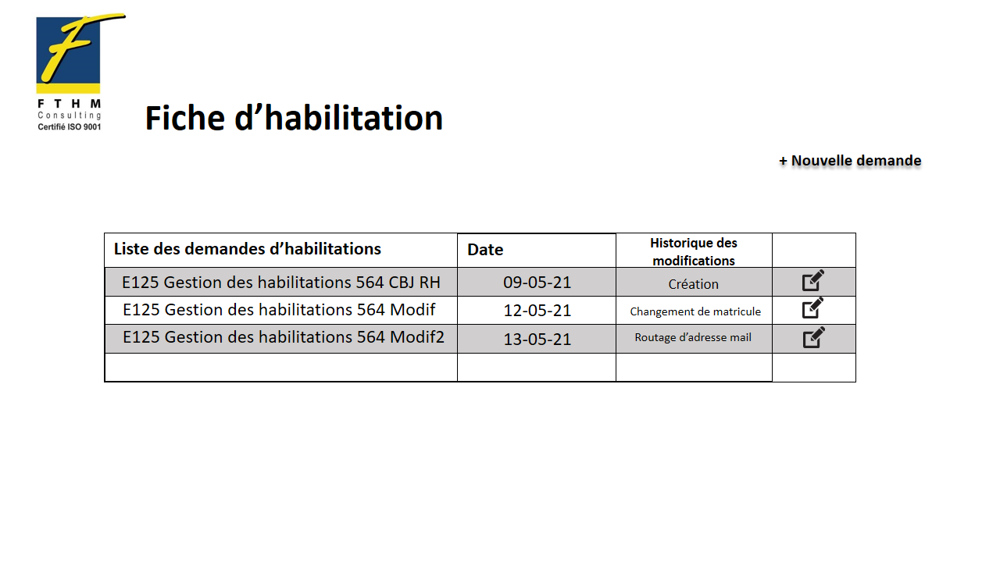 F T H M
Consulting
Certifié ISO 9001
Fiche d’habilitation
+ Nouvelle demande
Liste des demandes d’habilitations Date Historique des modifications
E125 Gestion des habilitations 564 CBJ RH 09-05-21 Création
E125 Gestion des habilitations 564 Modif 12-05-21 Changement de matricule
E125 Gestion des habilitations 564 Modif2 13-05-21 Routage d’adresse mail